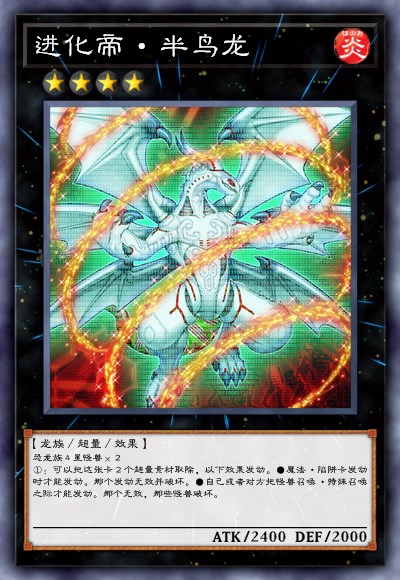 进化帝・半鸟龙
ほのお
炎
【龙族／超量／效果】
恐龙族４星怪兽×２
①：可以把这张卡２个超量素材取除，以下效果发动。●魔法・陷阱卡发动
时才能发动。那个发动无效并破坏。●自己或者对方把怪兽召唤・特殊召唤
之际才能发动。那个无效，那些怪兽破坏。
ATK/2400 DEF/2000